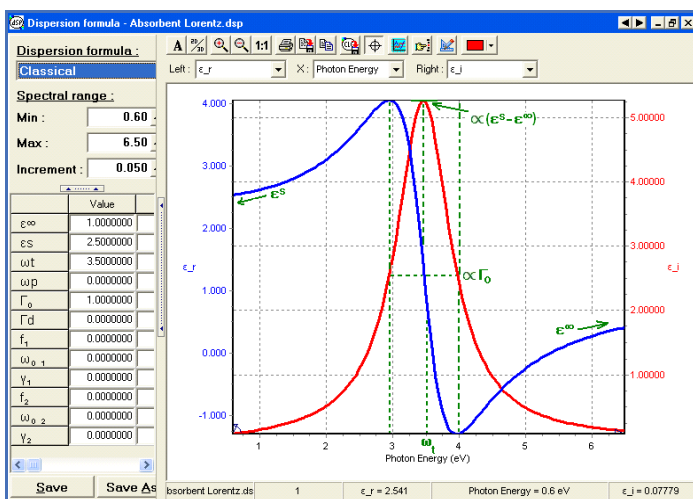 Dispersion formula - Absorbent Lorentz.dsp
Dispersion formula :
Classical
Spectral range :
Min : 0.60
Max : 6.50
Increment : 0.050
Value
ε∞ 1.0000000
εs 2.5000000
ωt 3.5000000
ωp 0.0000000
Γ₀ 1.0000000
Γd 0.0000000
f₁ 0.0000000
ω₀ ₁ 0.0000000
γ₁ 0.0000000
f₂ 0.0000000
ω₀ ₂ 0.0000000
γ₂ 0.0000000
Save Save As
A 2D/3D 1:1
Left : ε_r X : Photon Energy Right : ε_i
4.000
3.000
2.000
1.000
0.000
-1.000
ε_r
∝(εˢ-ε∞)
εˢ
∝Γ₀
ε∞
5.00000
4.00000
3.00000
2.00000
1.00000
ε_i
1 2 3 4 5 6
ωt
Photon Energy (eV)
bsorbent Lorentz.ds 1 ε_r = 2.541 Photon Energy = 0.6 eV ε_i = 0.07779